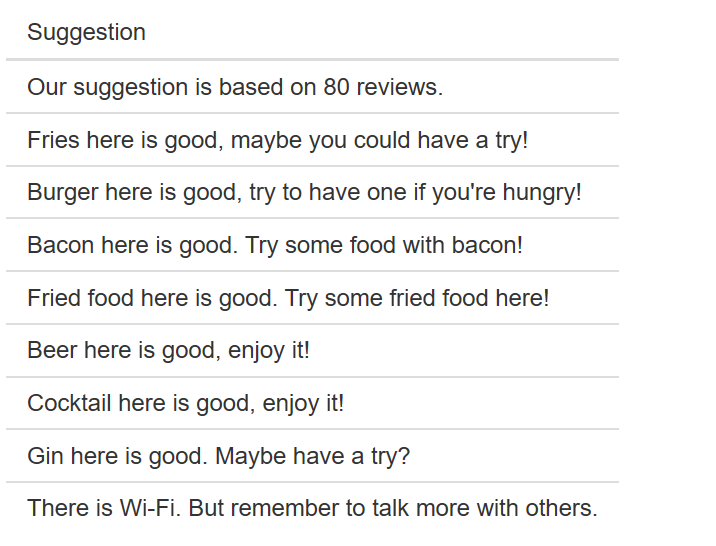 Suggestion
Our suggestion is based on 80 reviews.
Fries here is good, maybe you could have a try!
Burger here is good, try to have one if you're hungry!
Bacon here is good. Try some food with bacon!
Fried food here is good. Try some fried food here!
Beer here is good, enjoy it!
Cocktail here is good, enjoy it!
Gin here is good. Maybe have a try?
There is Wi-Fi. But remember to talk more with others.